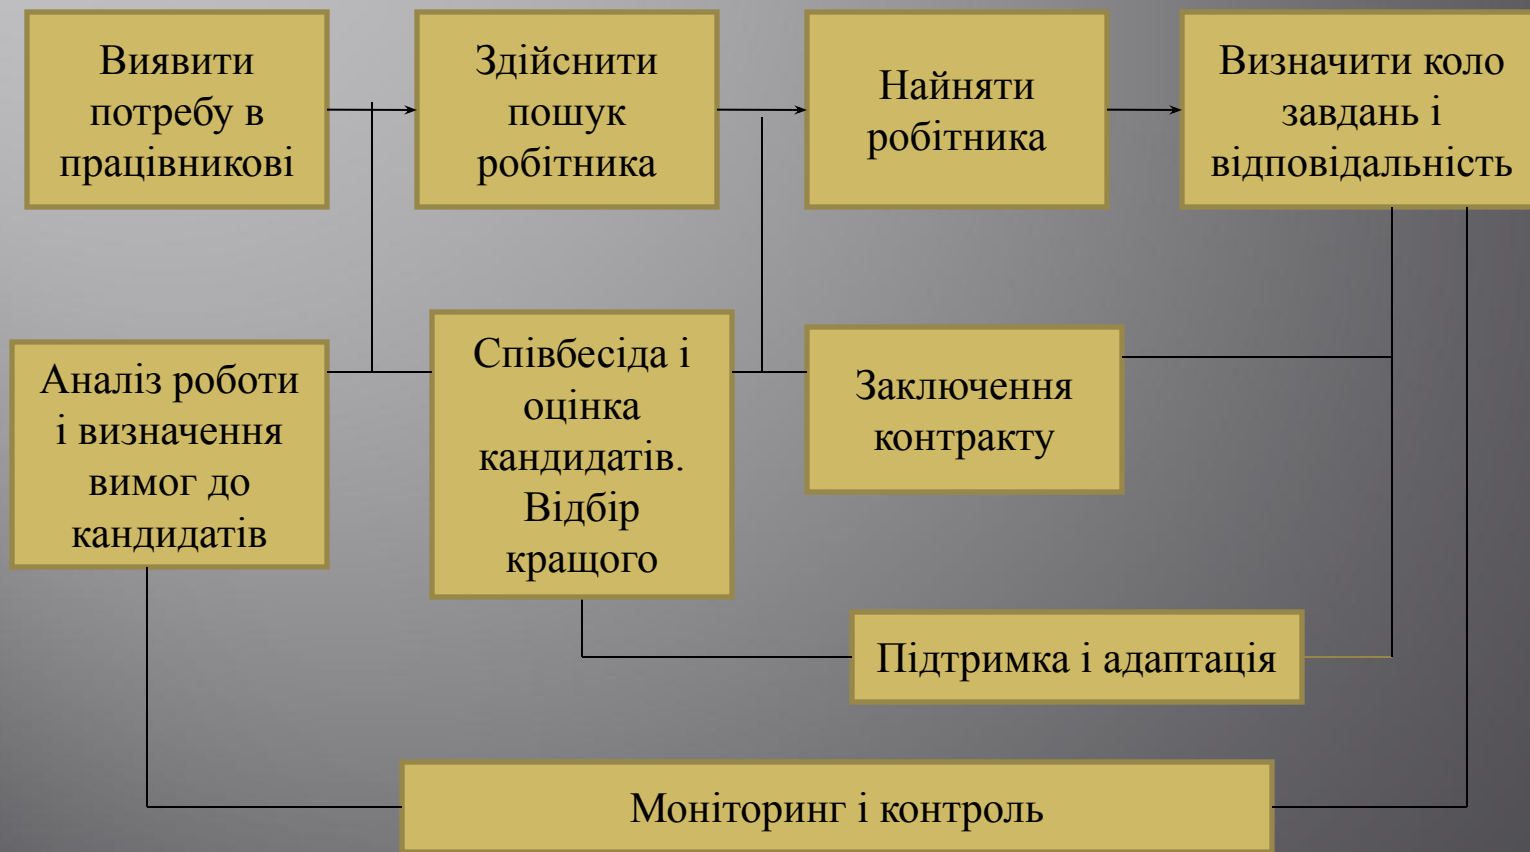 Виявити
потребу в
працівникові
Здійснити
пошук
робітника
Найняти
робітника
Визначити коло
завдань і
відповідальність
Аналіз роботи
і визначення
вимог до
кандидатів
Співбесіда і
оцінка
кандидатів.
Відбір
кращого
Заключення
контракту
Підтримка і адаптація
Моніторинг і контроль